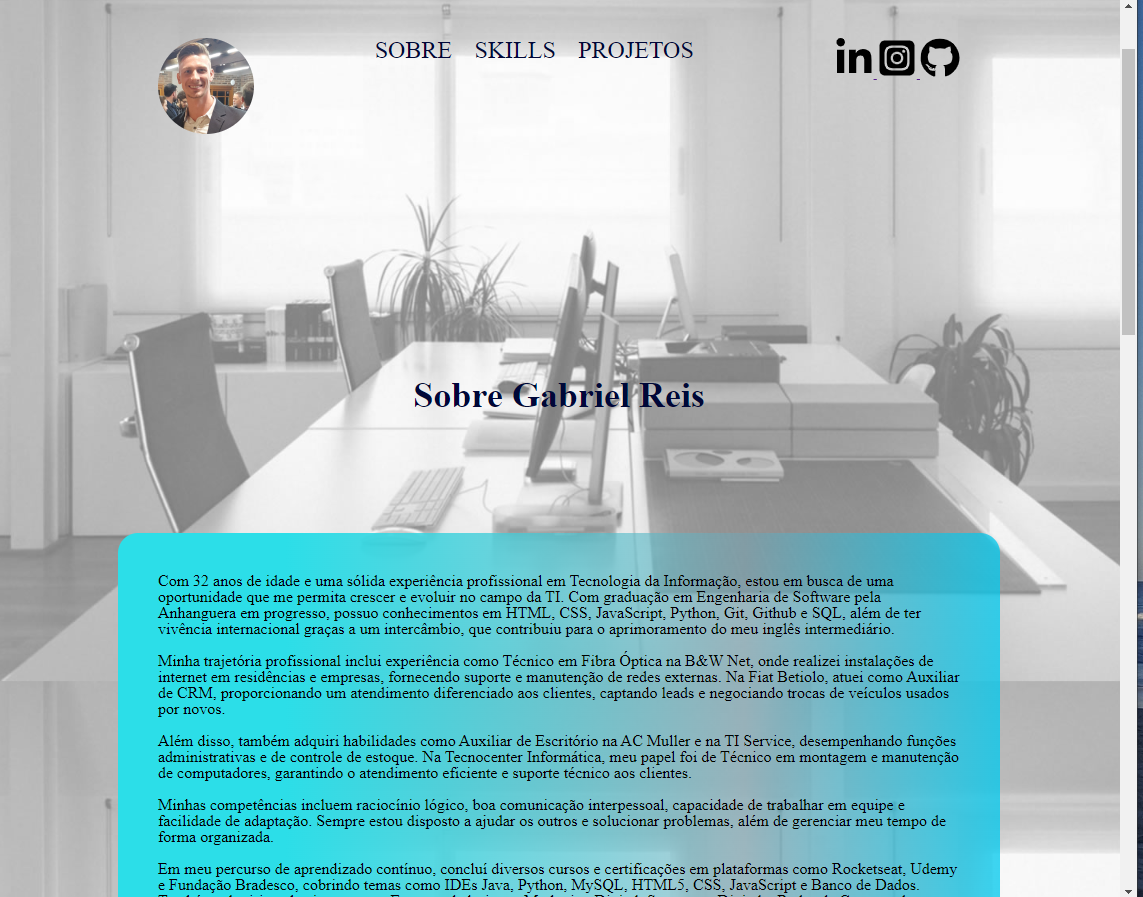 SOBRE SKILLS PROJETOS
in
Sobre Gabriel Reis
Com 32 anos de idade e uma sólida experiência profissional em Tecnologia da Informação, estou em busca de uma
oportunidade que me permita crescer e evoluir no campo da TI. Com graduação em Engenharia de Software pela
Anhanguera em progresso, possuo conhecimentos em HTML, CSS, JavaScript, Python, Git, Github e SQL, além de ter
vivência internacional graças a um intercâmbio, que contribuiu para o aprimoramento do meu inglês intermediário.
Minha trajetória profissional inclui experiência como Técnico em Fibra Óptica na B&W Net, onde realizei instalações de
internet em residências e empresas, fornecendo suporte e manutenção de redes externas. Na Fiat Betiolo, atuei como Auxiliar
de CRM, proporcionando um atendimento diferenciado aos clientes, captando leads e negociando trocas de veículos usados
por novos.
Além disso, também adquiri habilidades como Auxiliar de Escritório na AC Muller e na TI Service, desempenhando funções
administrativas e de controle de estoque. Na Tecnocenter Informática, meu papel foi de Técnico em montagem e manutenção
de computadores, garantindo o atendimento eficiente e suporte técnico aos clientes.
Minhas competências incluem raciocínio lógico, boa comunicação interpessoal, capacidade de trabalhar em equipe e
facilidade de adaptação. Sempre estou disposto a ajudar os outros e solucionar problemas, além de gerenciar meu tempo de
forma organizada.
Em meu percurso de aprendizado contínuo, concluí diversos cursos e certificações em plataformas como Rocketseat, Udemy
e Fundação Bradesco, cobrindo temas como IDEs Java, Python, MySQL, HTML5, CSS, JavaScript e Banco de Dados.